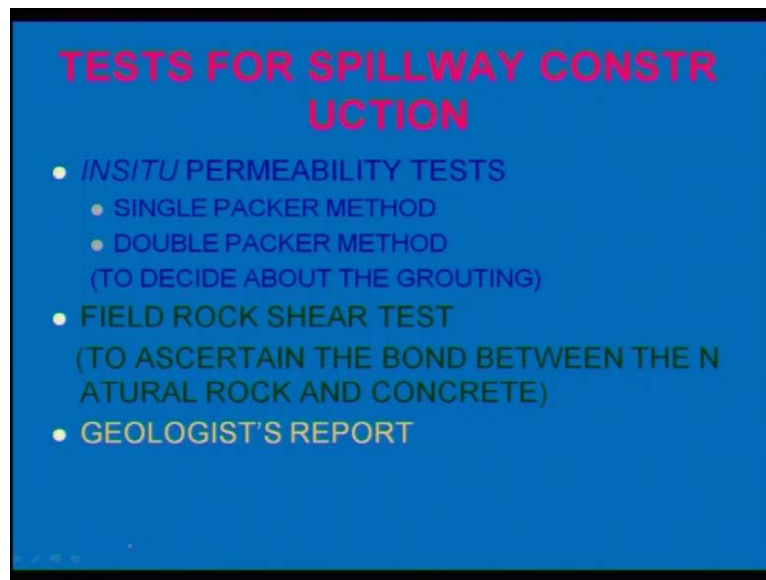 TESTS FOR SPILLWAY CONSTR
UCTION
INSITU PERMEABILITY TESTS
SINGLE PACKER METHOD
DOUBLE PACKER METHOD
(TO DECIDE ABOUT THE GROUTING)
FIELD ROCK SHEAR TEST
(TO ASCERTAIN THE BOND BETWEEN THE N
ATURAL ROCK AND CONCRETE)
GEOLOGIST'S REPORT